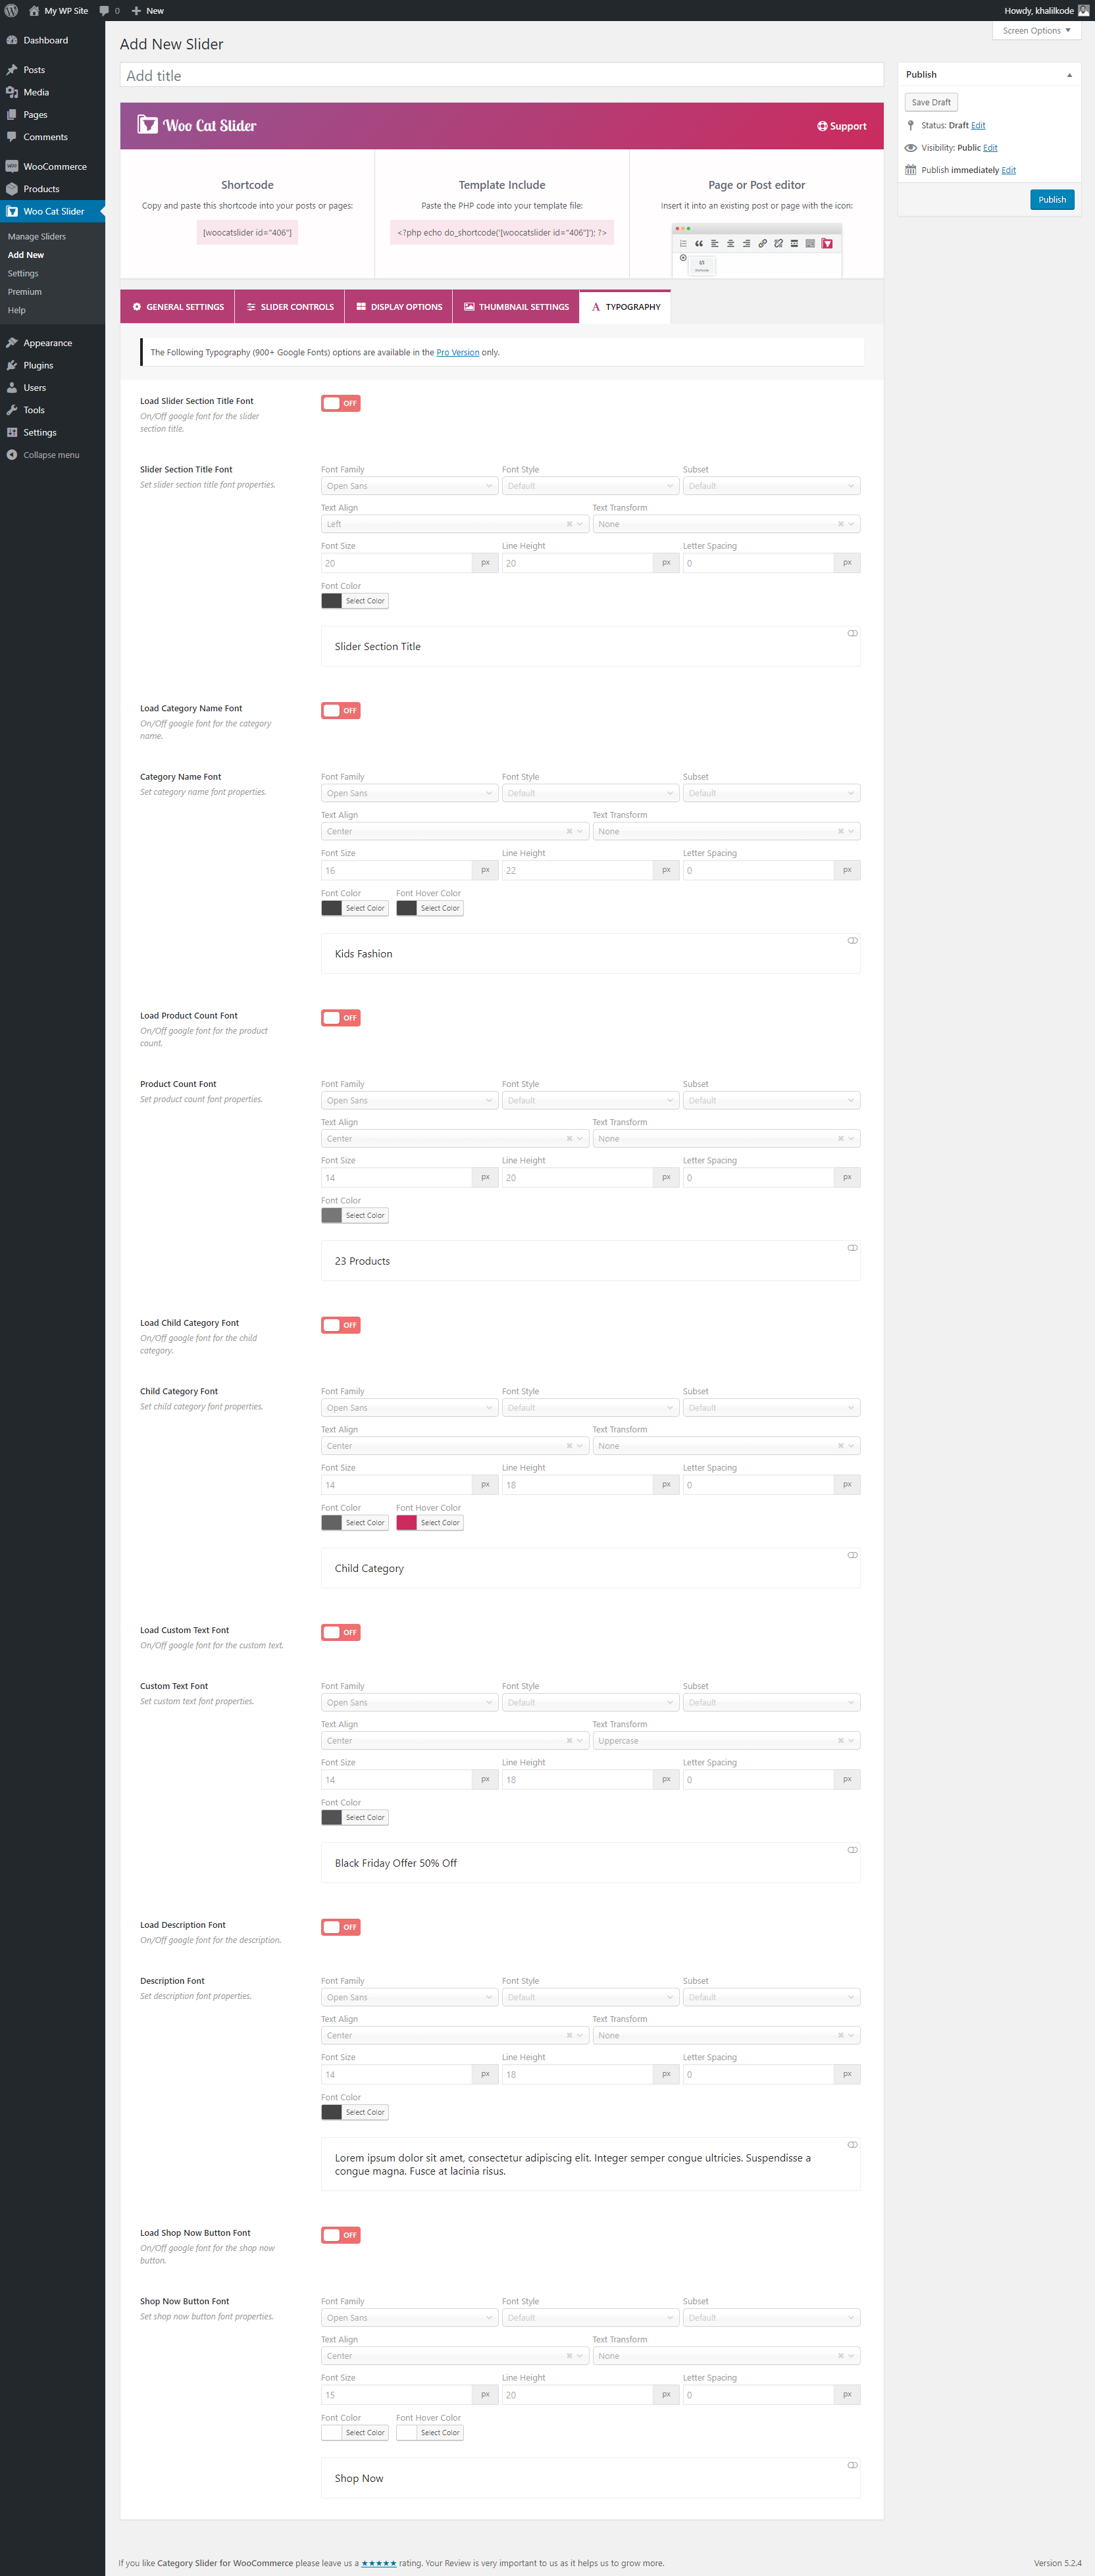 My WP Site 0 New Howdy, khalilkode
Screen Options
Dashboard
Posts
Media
Pages
Comments
WooCommerce
Products
Woo Cat Slider
Manage Sliders
Add New
Settings
Premium
Help
Appearance
Plugins
Users
Tools
Settings
Collapse menu
Add New Slider
Add title
Woo Cat Slider Support
Shortcode
Copy and paste this shortcode into your posts or pages:
[woocatslider id="406"]
Template Include
Paste the PHP code into your template file:
<?php echo do_shortcode('[woocatslider id="406"]'); ?>
Page or Post editor
Insert it into an existing post or page with the icon:
Shortcode
Publish
Save Draft
Status: Draft Edit
Visibility: Public Edit
Publish immediately Edit
Publish
GENERAL SETTINGS SLIDER CONTROLS DISPLAY OPTIONS THUMBNAIL SETTINGS TYPOGRAPHY
The Following Typography (900+ Google Fonts) options are available in the Pro Version only.
Load Slider Section Title Font OFF
On/Off google font for the slider
section title.
Slider Section Title Font
Set slider section title font properties.
Font Family Font Style Subset
Open Sans Default Default
Text Align Text Transform
Left None
Font Size Line Height Letter Spacing
20 px 20 px 0 px
Font Color
Select Color
Slider Section Title
Load Category Name Font OFF
On/Off google font for the category
name.
Category Name Font
Set category name font properties.
Font Family Font Style Subset
Open Sans Default Default
Text Align Text Transform
Center None
Font Size Line Height Letter Spacing
16 px 22 px 0 px
Font Color Font Hover Color
Select Color Select Color
Kids Fashion
Load Product Count Font OFF
On/Off google font for the product
count.
Product Count Font
Set product count font properties.
Font Family Font Style Subset
Open Sans Default Default
Text Align Text Transform
Center None
Font Size Line Height Letter Spacing
14 px 20 px 0 px
Font Color
Select Color
23 Products
Load Child Category Font OFF
On/Off google font for the child
category.
Child Category Font
Set child category font properties.
Font Family Font Style Subset
Open Sans Default Default
Text Align Text Transform
Center None
Font Size Line Height Letter Spacing
14 px 18 px 0 px
Font Color Font Hover Color
Select Color Select Color
Child Category
Load Custom Text Font OFF
On/Off google font for the custom text.
Custom Text Font
Set custom text font properties.
Font Family Font Style Subset
Open Sans Default Default
Text Align Text Transform
Center Uppercase
Font Size Line Height Letter Spacing
14 px 18 px 0 px
Font Color
Select Color
Black Friday Offer 50% Off
Load Description Font OFF
On/Off google font for the description.
Description Font
Set description font properties.
Font Family Font Style Subset
Open Sans Default Default
Text Align Text Transform
Center None
Font Size Line Height Letter Spacing
14 px 18 px 0 px
Font Color
Select Color
Lorem ipsum dolor sit amet, consectetur adipiscing elit. Integer semper congue ultricies. Suspendisse a
congue magna. Fusce at lacinia risus.
Load Shop Now Button Font OFF
On/Off google font for the shop now
button.
Shop Now Button Font
Set shop now button font properties.
Font Family Font Style Subset
Open Sans Default Default
Text Align Text Transform
Center None
Font Size Line Height Letter Spacing
15 px 20 px 0 px
Font Color Font Hover Color
Select Color Select Color
Shop Now
If you like Category Slider for WooCommerce please leave us a ★★★★★ rating. Your Review is very important to us as it helps us to grow more. Version 5.2.4